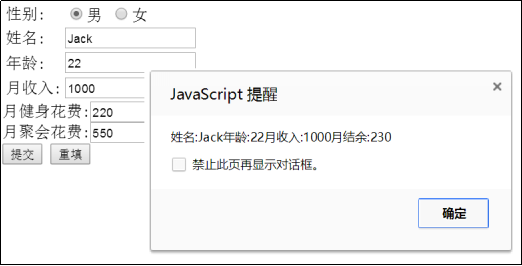 性别: 男 女
姓名: Jack
年龄: 22
月收入: 1000
月健身花费: 220
月聚会花费: 550
提交 重填
JavaScript 提醒
姓名:Jack年龄:22月收入:1000月结余:230
禁止此页再显示对话框。
确定